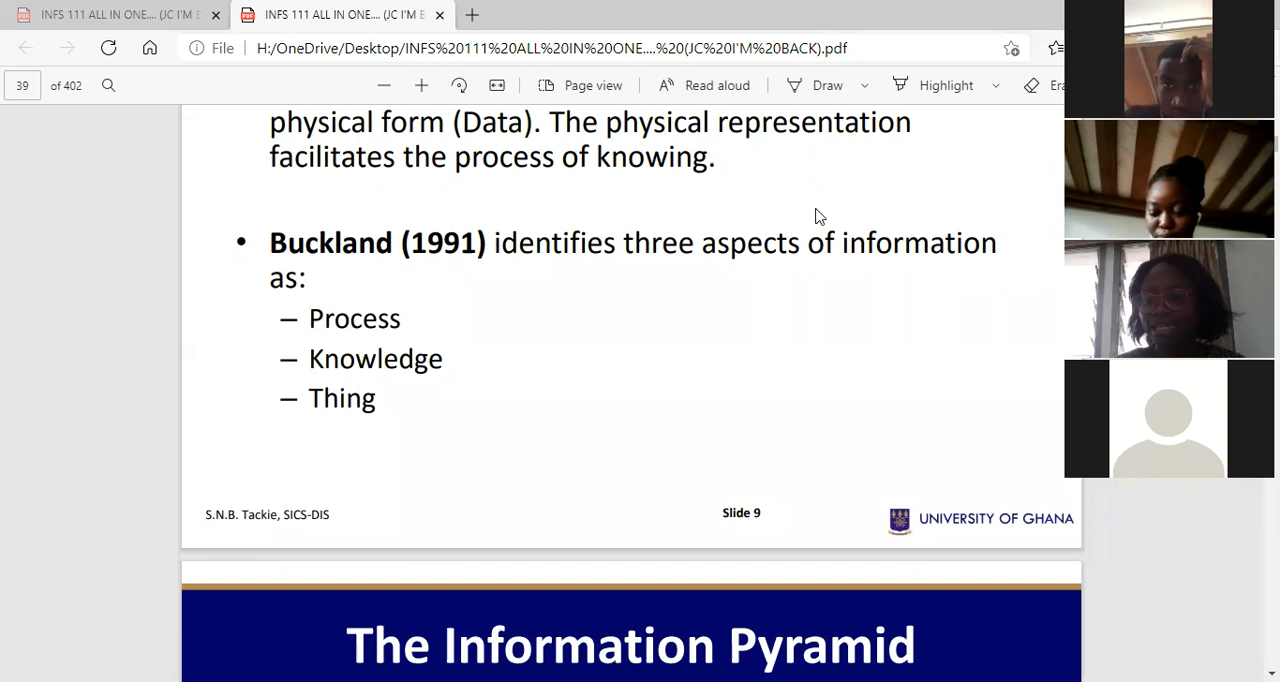 INFS 111 ALL IN ONE.... (JC I'M B
INFS 111 ALL IN ONE.... (JC I'M B
File
H:/OneDrive/Desktop/INFS%20111%20ALL%20IN%20ONE....%20(JC%20I'M%20BACK).pdf
39 of 402
Page view
Read aloud
Draw
Highlight
Era
physical form (Data). The physical representation
facilitates the process of knowing.
• Buckland (1991) identifies three aspects of information
as:
– Process
– Knowledge
– Thing
S.N.B. Tackie, SICS-DIS
Slide 9
UNIVERSITY OF GHANA
The Information Pyramid